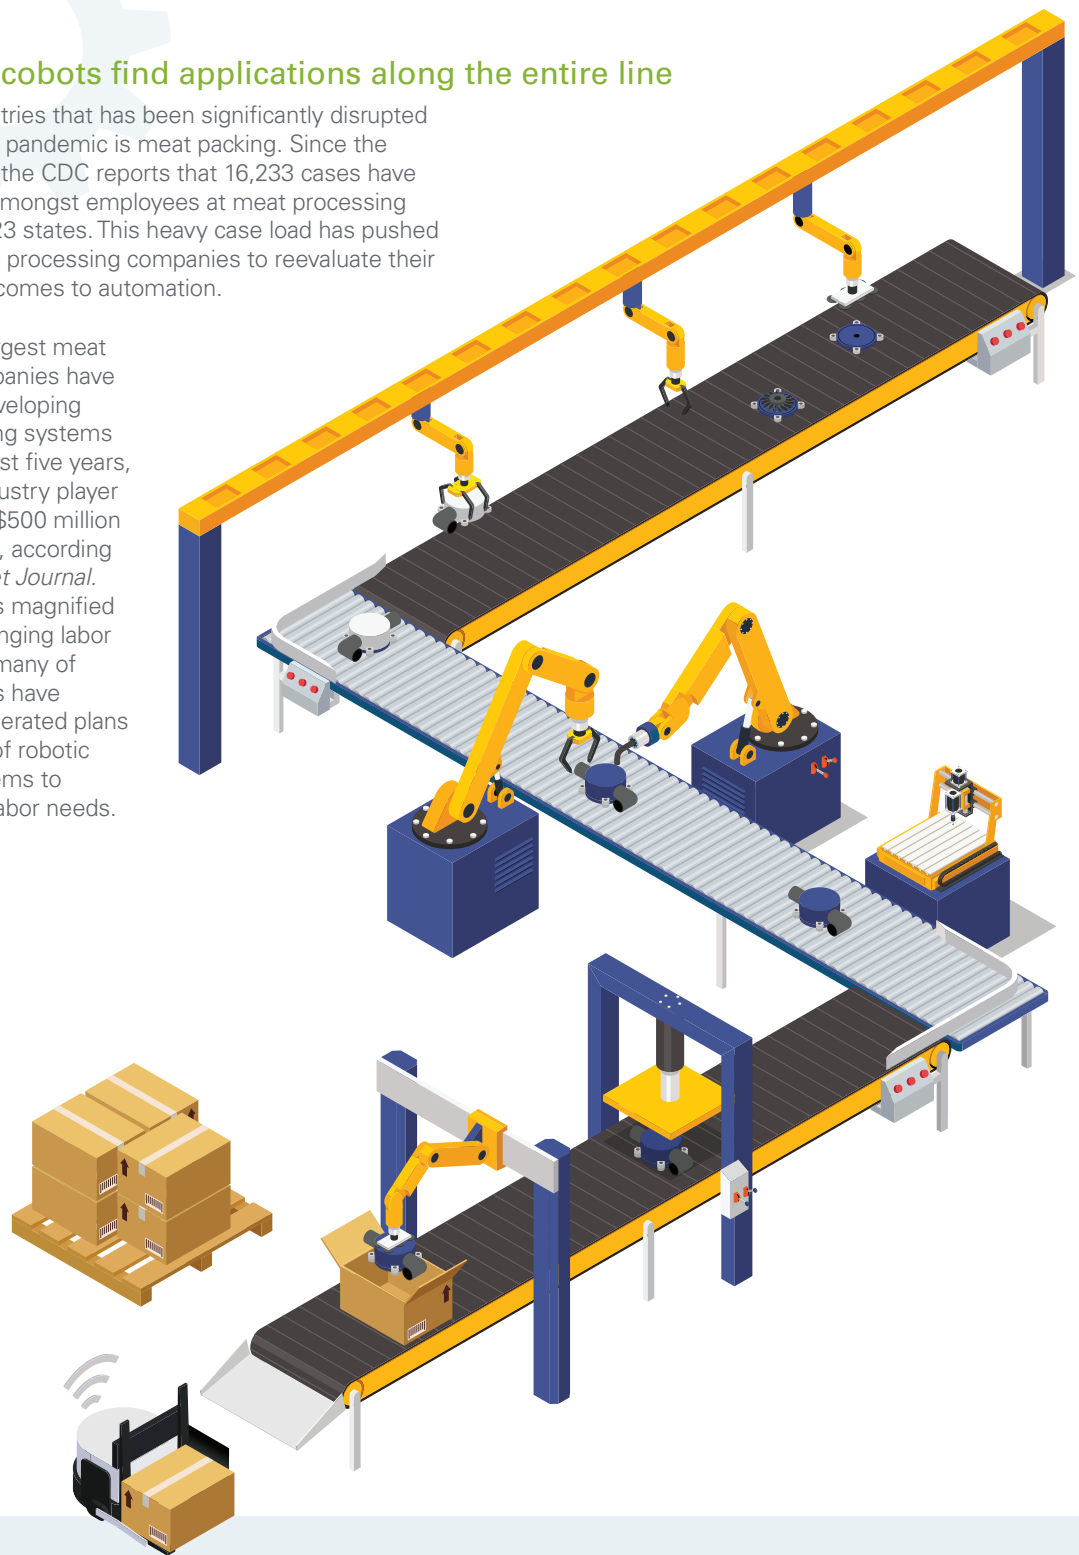 cobots find applications along the entire line
tries that has been significantly disrupted
pandemic is meat packing. Since the
the CDC reports that 16,233 cases have
mongst employees at meat processing
23 states. This heavy case load has pushed
processing companies to reevaluate their
comes to automation.
rgest meat
panies have
veloping
ng systems
st five years,
ustry player
$500 million
, according
et Journal.
s magnified
nging labor
many of
s have
erated plans
of robotic
ems to
abor needs.